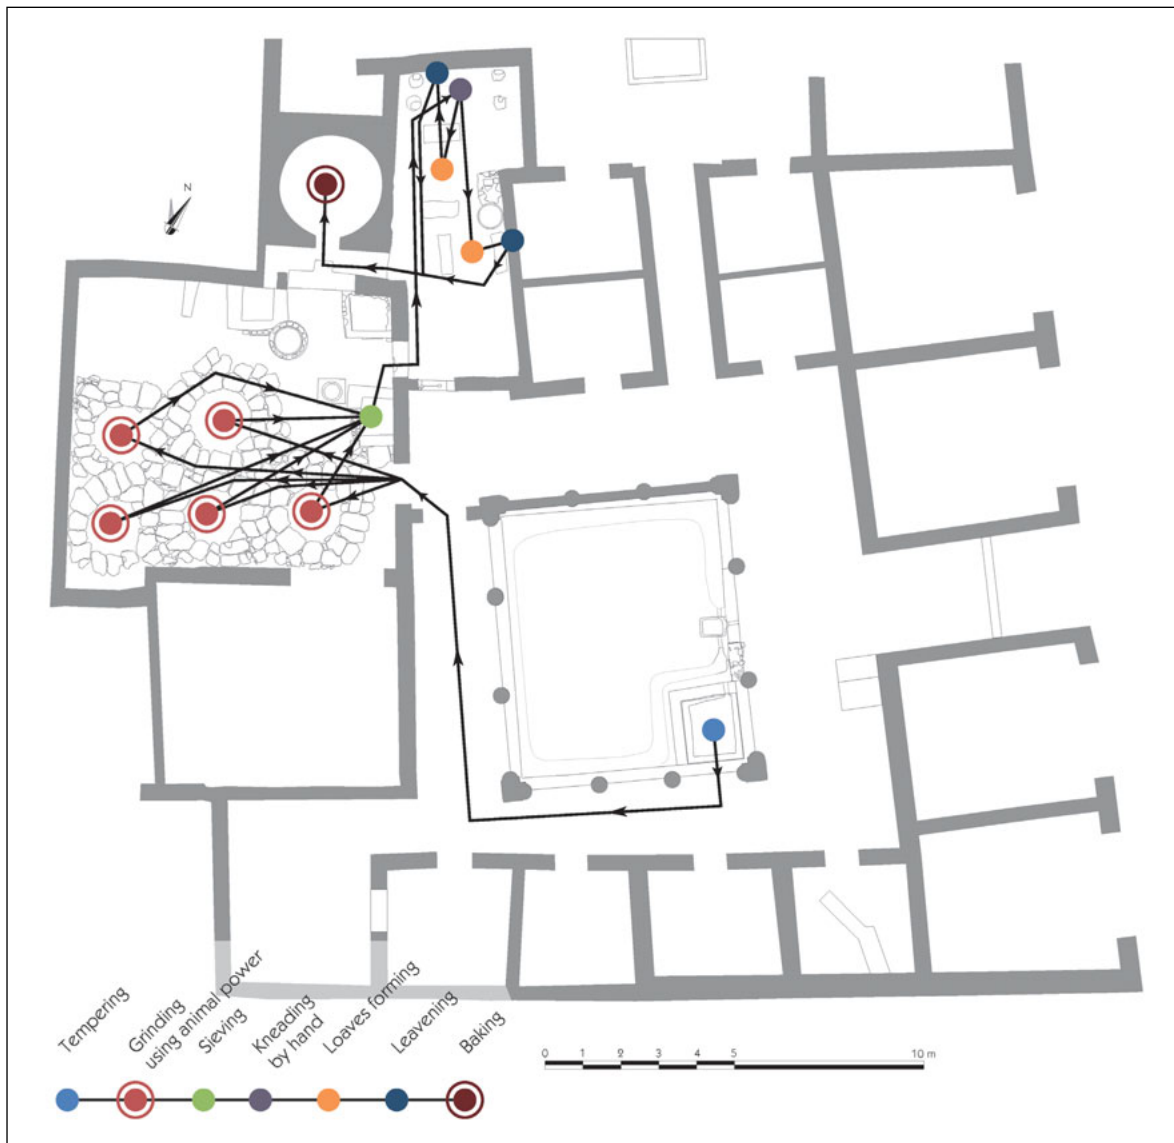 N
Tempering
Grinding
using animal power
Sieving
Kneading
by hand
Loaves forming
Leavening
Baking
0 1 2 3 4 5 10 m